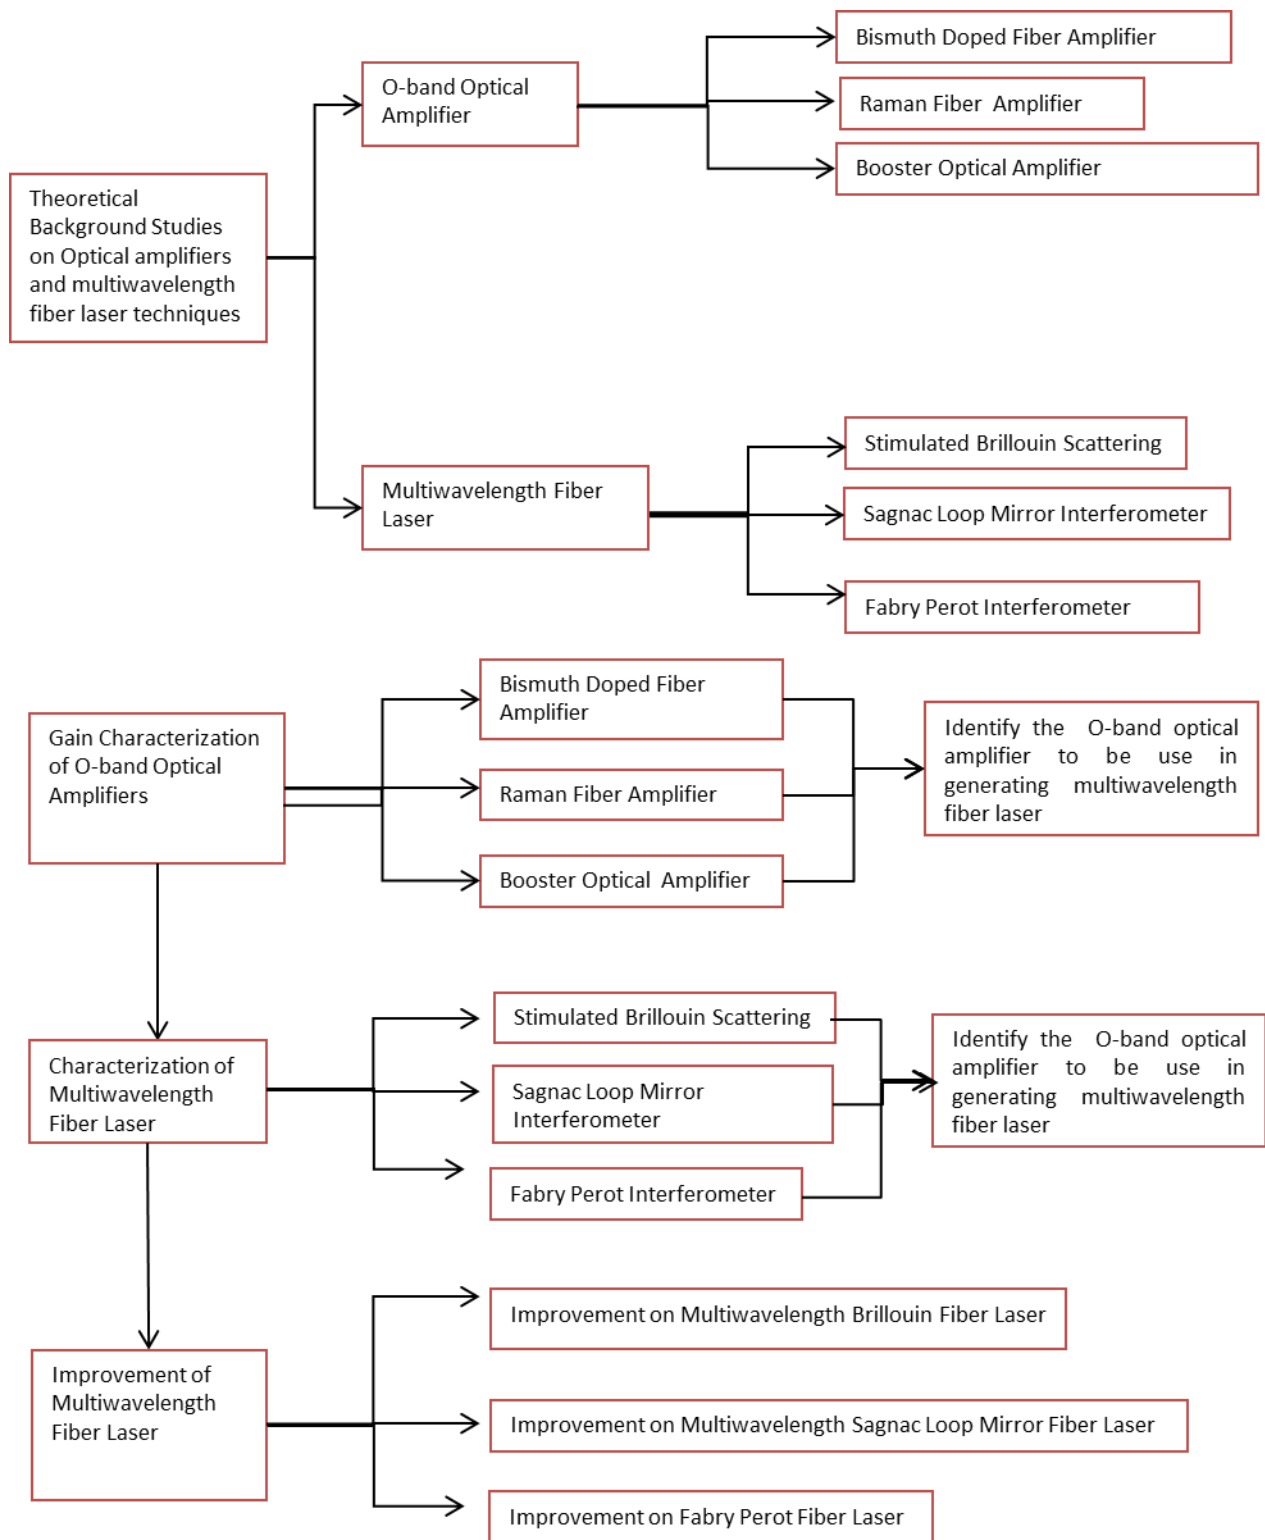 Bismuth Doped Fiber Amplifier
O-band Optical
Amplifier
Raman Fiber Amplifier
Booster Optical Amplifier
Theoretical
Background Studies
on Optical amplifiers
and multiwavelength
fiber laser techniques
Stimulated Brillouin Scattering
Multiwavelength Fiber
Laser
Sagnac Loop Mirror Interferometer
Fabry Perot Interferometer
Gain Characterization
of O-band Optical
Amplifiers
Bismuth Doped Fiber
Amplifier
Raman Fiber Amplifier
Booster Optical Amplifier
Identify the O-band optical
amplifier to be use in
generating multiwavelength
fiber laser
Characterization of
Multiwavelength
Fiber Laser
Stimulated Brillouin Scattering
Sagnac Loop Mirror
Interferometer
Fabry Perot Interferometer
Identify the O-band optical
amplifier to be use in
generating multiwavelength
fiber laser
Improvement of
Multiwavelength
Fiber Laser
Improvement on Multiwavelength Brillouin Fiber Laser
Improvement on Multiwavelength Sagnac Loop Mirror Fiber Laser
Improvement on Fabry Perot Fiber Laser